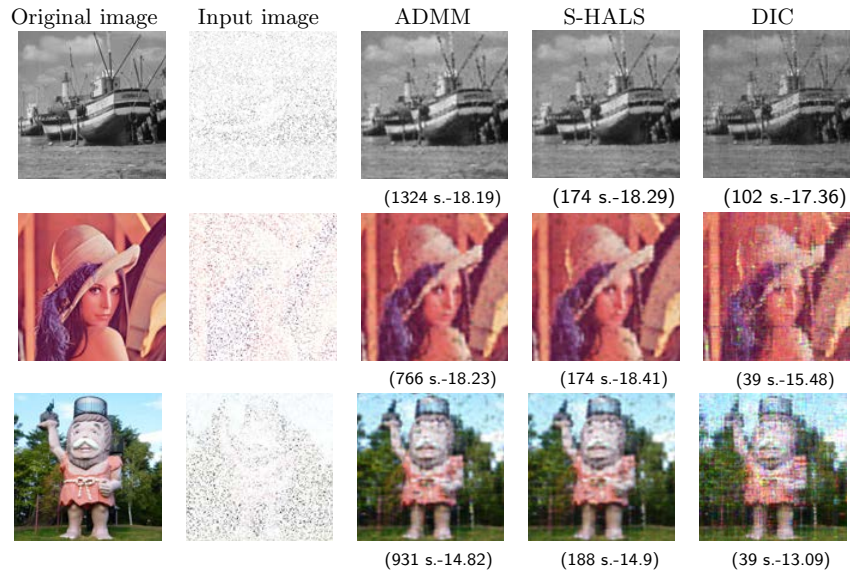 Original image Input image ADMM S-HALS DIC
(1324 s.-18.19) (174 s.-18.29) (102 s.-17.36)
(766 s.-18.23) (174 s.-18.41) (39 s.-15.48)
(931 s.-14.82) (188 s.-14.9) (39 s.-13.09)